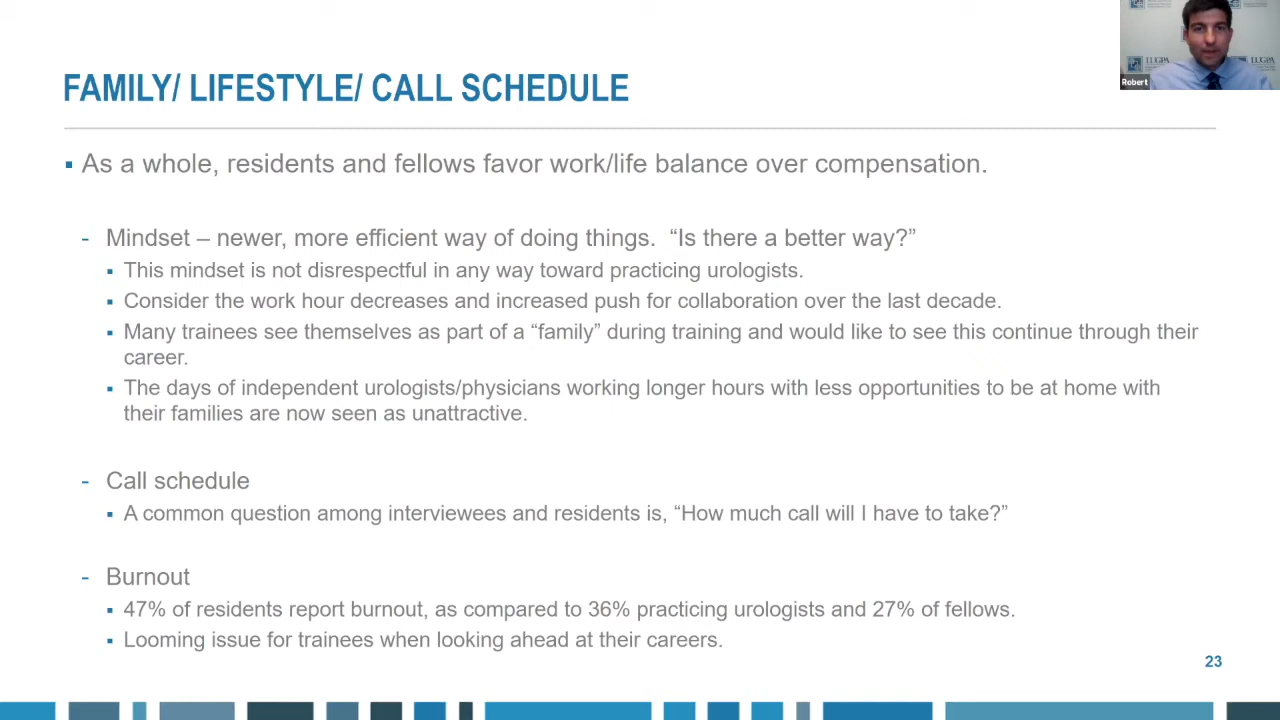 FAMILY/ LIFESTYLE/ CALL SCHEDULE
Robert
LUGPA
LUGPA
▪ As a whole, residents and fellows favor work/life balance over compensation.
- Mindset – newer, more efficient way of doing things. “Is there a better way?”
▪ This mindset is not disrespectful in any way toward practicing urologists.
▪ Consider the work hour decreases and increased push for collaboration over the last decade.
▪ Many trainees see themselves as part of a “family” during training and would like to see this continue through their
career.
▪ The days of independent urologists/physicians working longer hours with less opportunities to be at home with
their families are now seen as unattractive.
- Call schedule
▪ A common question among interviewees and residents is, “How much call will I have to take?”
- Burnout
▪ 47% of residents report burnout, as compared to 36% practicing urologists and 27% of fellows.
▪ Looming issue for trainees when looking ahead at their careers.
23